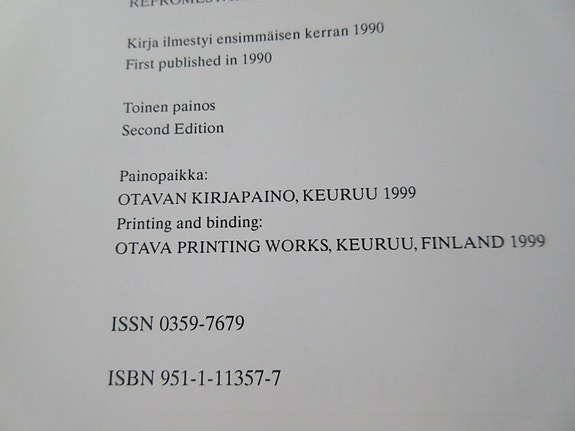 Kirja ilmestyi ensimmäisen kerran 1990
First published in 1990
Toinen painos
Second Edition
Painopaikka:
OTAVAN KIRJAPAINO, KEURUU 1999
Printing and binding:
OTAVA PRINTING WORKS, KEURUU, FINLAND 1999
ISSN 0359-7679
ISBN 951-1-11357-7